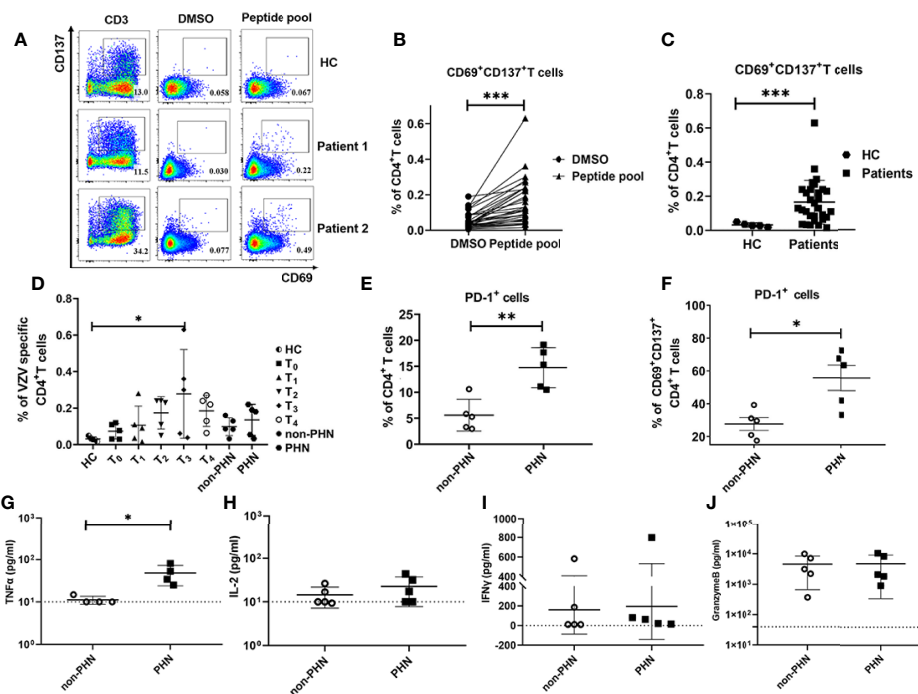 A
CD3 DMSO Peptide pool
CD137
HC
13.0 0.058 0.067
Patient 1
11.5 0.030 0.22
Patient 2
34.2 0.077 0.49
CD69
B
CD69⁺CD137⁺T cells
***
% of CD4⁺T cells
0.8
0.6
0.4
0.2
0.0
DMSO Peptide pool
DMSO
Peptide pool
C
CD69⁺CD137⁺T cells
***
% of CD4⁺T cells
0.8
0.6
0.4
0.2
0.0
HC Patients
HC
Patients
D
% of VZV specific
CD4⁺T cells
0.8
0.6
0.4
0.2
0.0
*
HC T₀ T₁ T₂ T₃ T₄ non-PHN PHN
HC
T₀
T₁
T₂
T₃
T₄
non-PHN
PHN
E
PD-1⁺ cells
**
% of CD4⁺ T cells
25
20
15
10
5
0
non-PHN PHN
F
PD-1⁺ cells
*
% of CD69⁺CD137⁺
CD4⁺T cells
100
80
60
40
20
non-PHN PHN
G
*
TNFα (pg/ml)
10³
10²
10¹
10⁰
non-PHN PHN
H
IL-2 (pg/ml)
10³
10²
10¹
10⁰
non-PHN PHN
I
IFNγ (pg/ml)
1000
800
600
400
400
200
0
-200
non-PHN PHN
J
GranzymeB (pg/ml)
1×10⁵
1×10⁴
1×10³
1×10²
1×10¹
non-PHN PHN